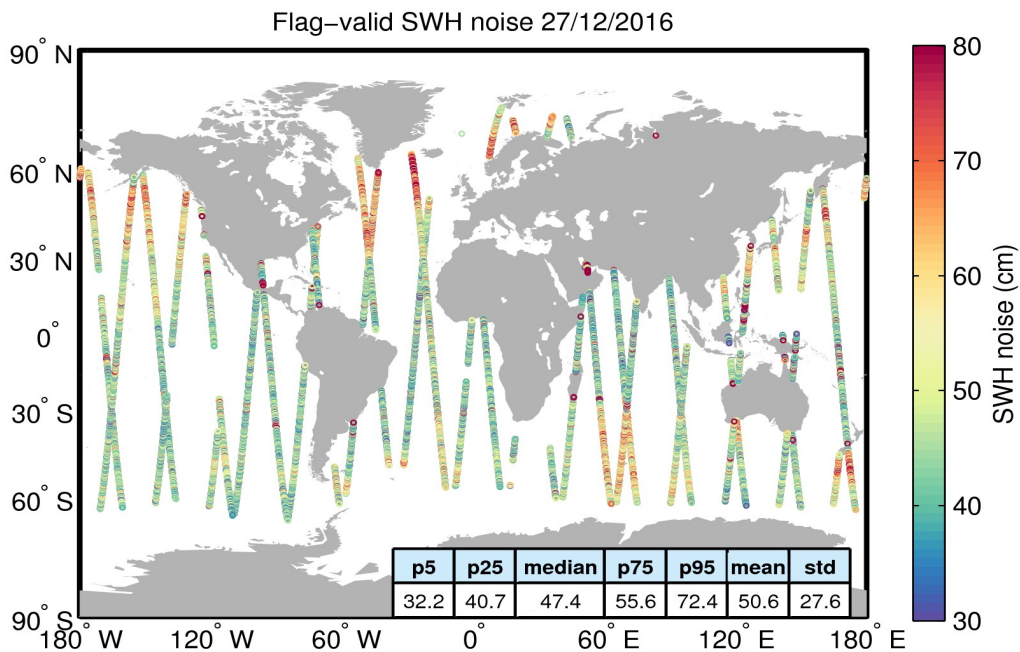 Flag−valid SWH noise 27/12/2016
90° N
60° N
30° N
0°
30° S
60° S
90° S
180° W
120° W
60° W
0°
60° E
120° E
180° E
80
70
60
50
40
30
SWH noise (cm)
p5 p25 median p75 p95 mean std
32.2 40.7 47.4 55.6 72.4 50.6 27.6